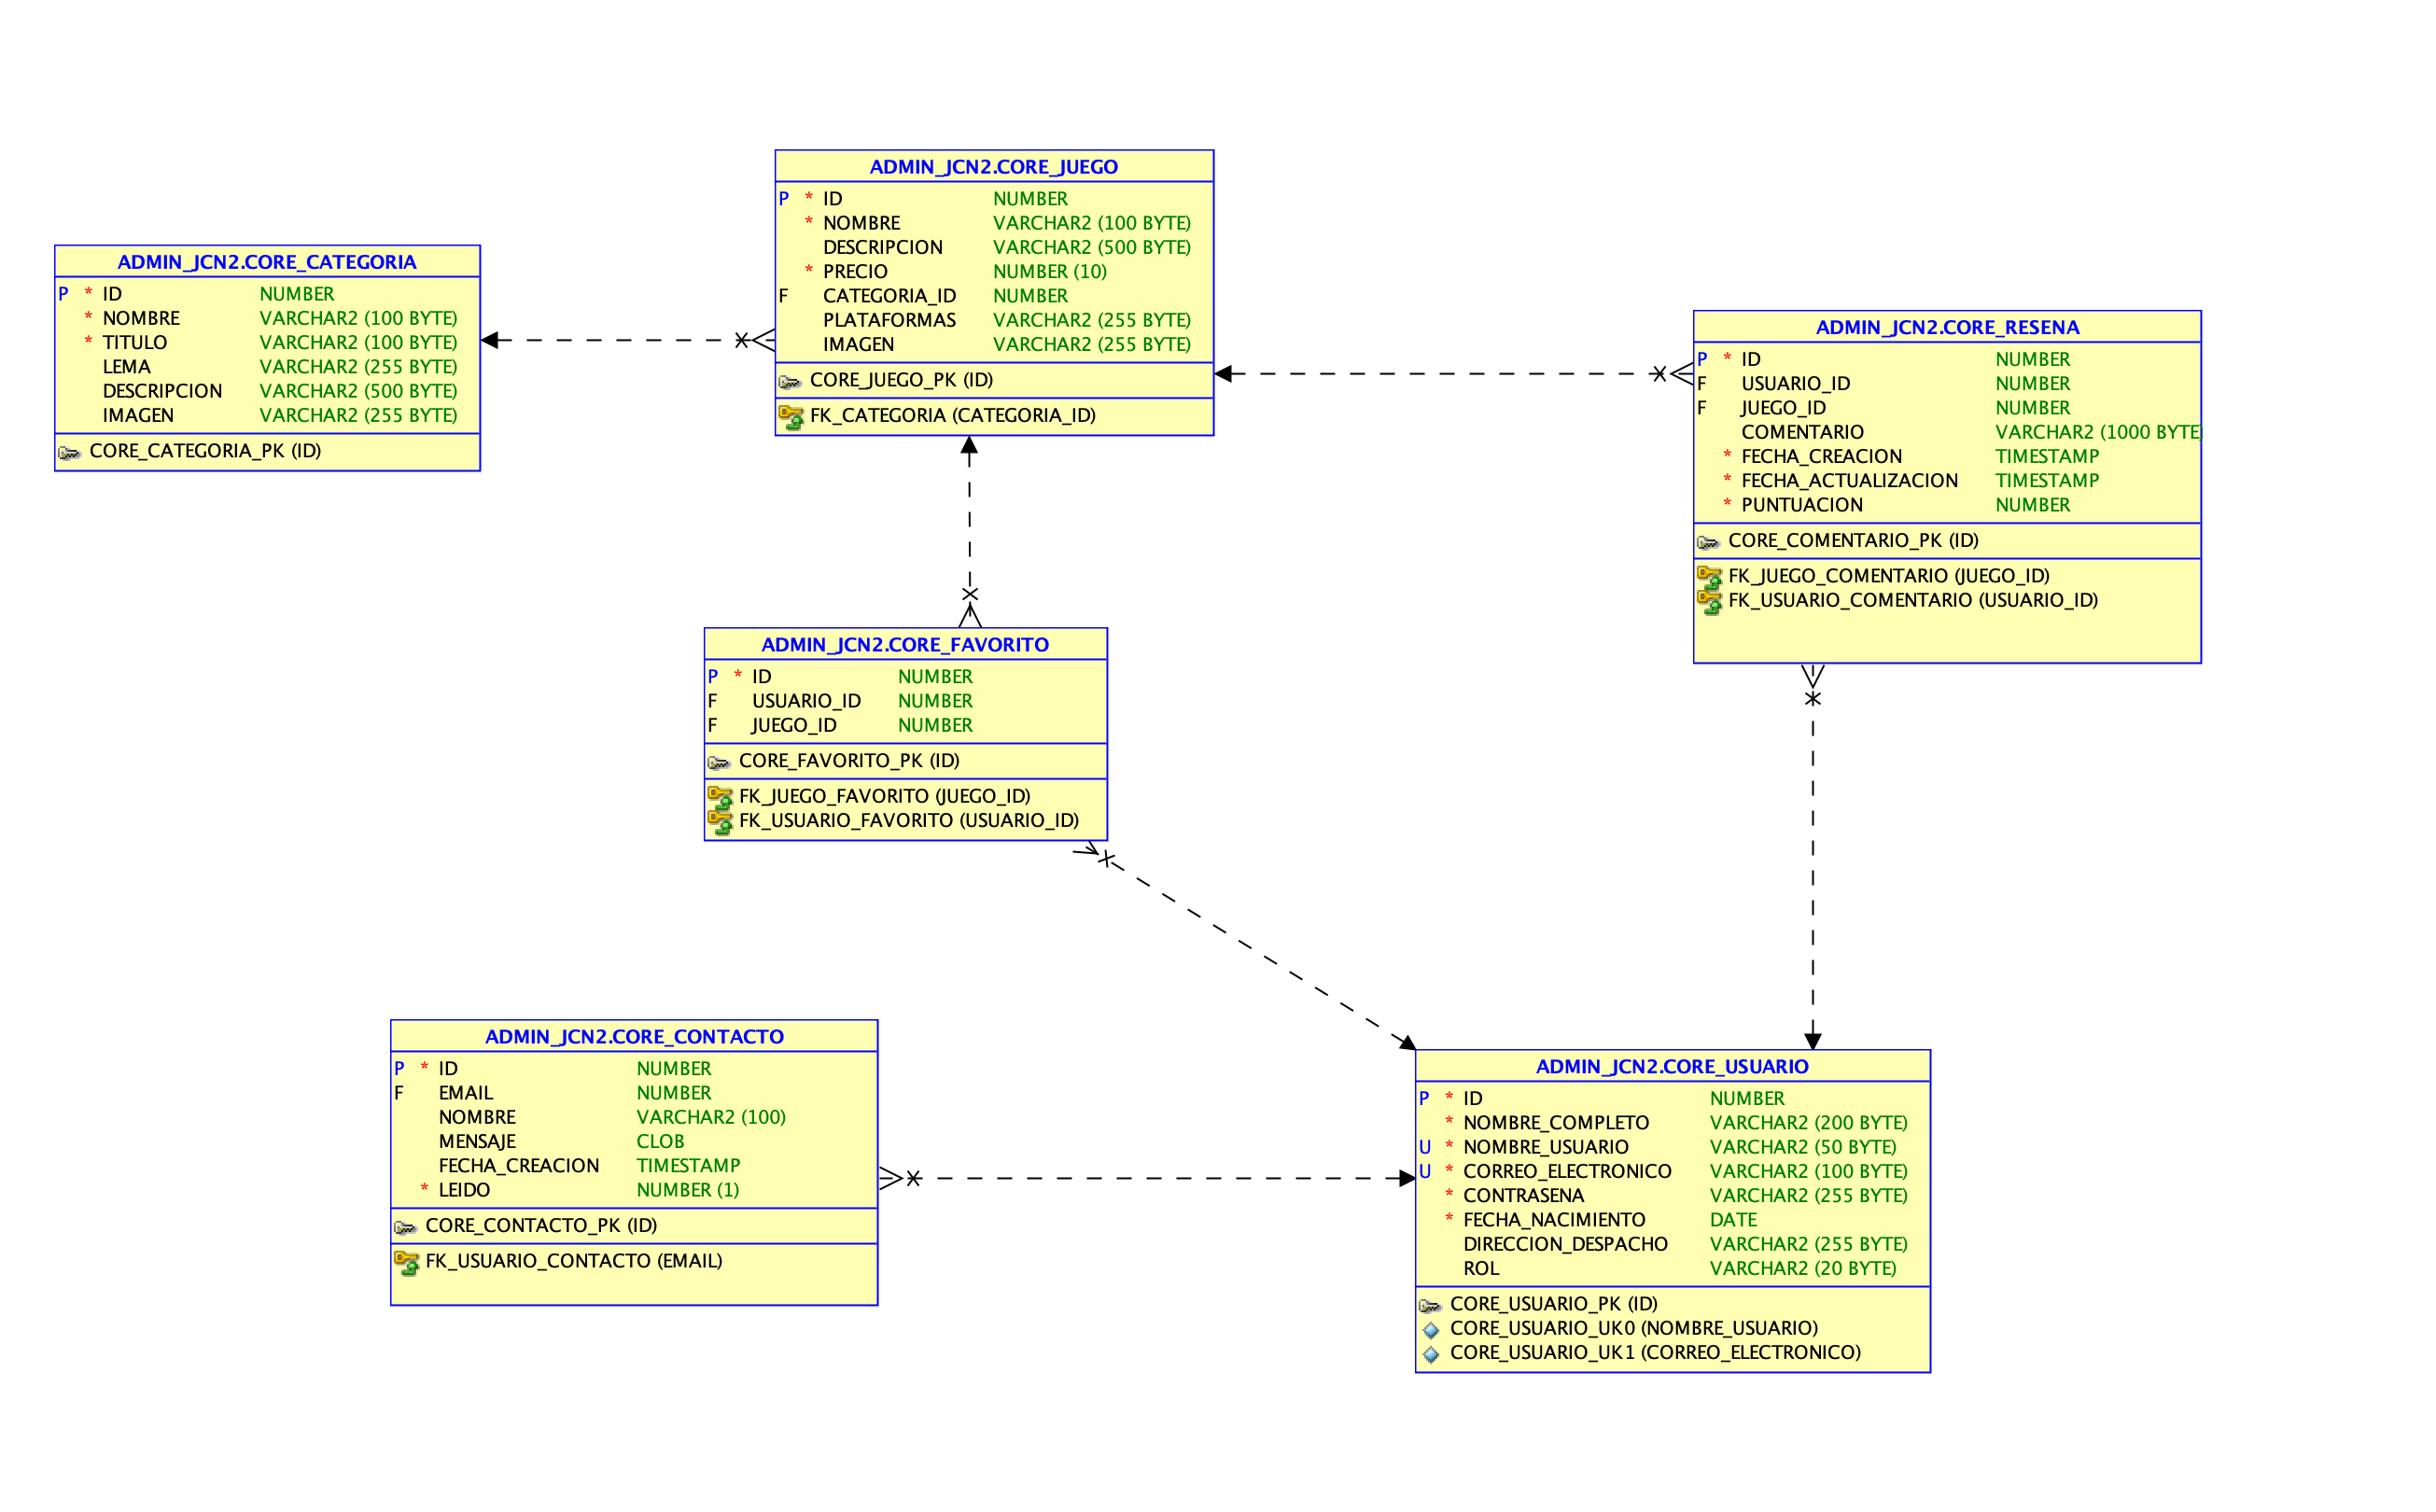 ADMIN_JCN2.CORE_CATEGORIA
P * ID NUMBER
* NOMBRE VARCHAR2 (100 BYTE)
* TITULO VARCHAR2 (100 BYTE)
LEMA VARCHAR2 (255 BYTE)
DESCRIPCION VARCHAR2 (500 BYTE)
IMAGEN VARCHAR2 (255 BYTE)
CORE_CATEGORIA_PK (ID)
ADMIN_JCN2.CORE_JUEGO
P * ID NUMBER
* NOMBRE VARCHAR2 (100 BYTE)
DESCRIPCION VARCHAR2 (500 BYTE)
* PRECIO NUMBER (10)
F CATEGORIA_ID NUMBER
PLATAFORMAS VARCHAR2 (255 BYTE)
IMAGEN VARCHAR2 (255 BYTE)
CORE_JUEGO_PK (ID)
FK_CATEGORIA (CATEGORIA_ID)
ADMIN_JCN2.CORE_RESENA
P * ID NUMBER
F USUARIO_ID NUMBER
F JUEGO_ID NUMBER
COMENTARIO VARCHAR2 (1000 BYTE)
* FECHA_CREACION TIMESTAMP
* FECHA_ACTUALIZACION TIMESTAMP
* PUNTUACION NUMBER
CORE_COMENTARIO_PK (ID)
FK_JUEGO_COMENTARIO (JUEGO_ID)
FK_USUARIO_COMENTARIO (USUARIO_ID)
ADMIN_JCN2.CORE_FAVORITO
P * ID NUMBER
F USUARIO_ID NUMBER
F JUEGO_ID NUMBER
CORE_FAVORITO_PK (ID)
FK_JUEGO_FAVORITO (JUEGO_ID)
FK_USUARIO_FAVORITO (USUARIO_ID)
ADMIN_JCN2.CORE_CONTACTO
P * ID NUMBER
F EMAIL NUMBER
NOMBRE VARCHAR2 (100)
MENSAJE CLOB
FECHA_CREACION TIMESTAMP
* LEIDO NUMBER (1)
CORE_CONTACTO_PK (ID)
FK_USUARIO_CONTACTO (EMAIL)
ADMIN_JCN2.CORE_USUARIO
P * ID NUMBER
* NOMBRE_COMPLETO VARCHAR2 (200 BYTE)
U * NOMBRE_USUARIO VARCHAR2 (50 BYTE)
U * CORREO_ELECTRONICO VARCHAR2 (100 BYTE)
* CONTRASENA VARCHAR2 (255 BYTE)
* FECHA_NACIMIENTO DATE
DIRECCION_DESPACHO VARCHAR2 (255 BYTE)
ROL VARCHAR2 (20 BYTE)
CORE_USUARIO_PK (ID)
CORE_USUARIO_UK0 (NOMBRE_USUARIO)
CORE_USUARIO_UK1 (CORREO_ELECTRONICO)